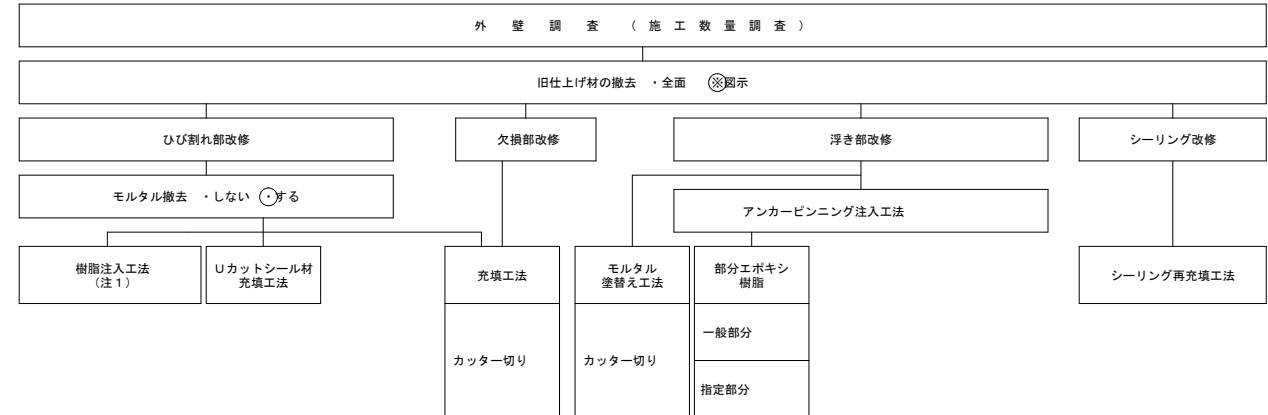 外壁調査（施工数量調査）
旧仕上げ材の撤去 ・全面 ※図示
ひび割れ部改修
欠損部改修
浮き部改修
シーリング改修
モルタル撤去 ・しない ・する
アンカーピンニング注入工法
樹脂注入工法
（注１）
Ｕカットシール材
充填工法
充填工法
モルタル
塗替え工法
部分エポキシ
樹脂
シーリング再充填工法
カッター切り
カッター切り
一般部分
指定部分